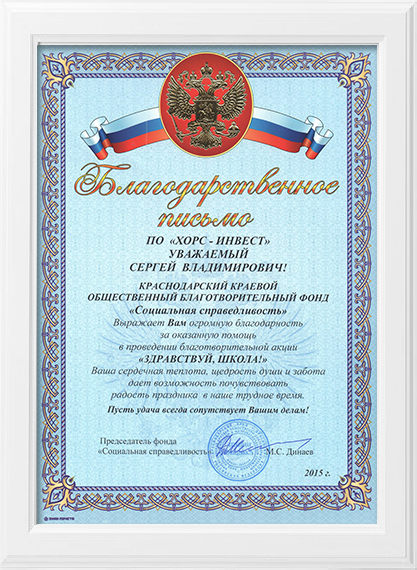 Благодарственное
письмо
ПО «ХОРС - ИНВЕСТ»
УВАЖАЕМЫЙ
СЕРГЕЙ ВЛАДИМИРОВИЧ!
КРАСНОДАРСКИЙ КРАЕВОЙ
ОБЩЕСТВЕННЫЙ БЛАГОТВОРИТЕЛЬНЫЙ ФОНД
«Социальная справедливость»
Выражает Вам огромную благодарность
за оказанную помощь
в проведении благотворительной акции
«ЗДРАВСТВУЙ, ШКОЛА!»
Ваша сердечная теплота, щедрость души и забота
дает возможность почувствовать
радость праздника в наше трудное время.
Пусть удача всегда сопутствует Вашим делам!
Председатель фонда
«Социальная справедливость» М.С. Динаев
2015 г.